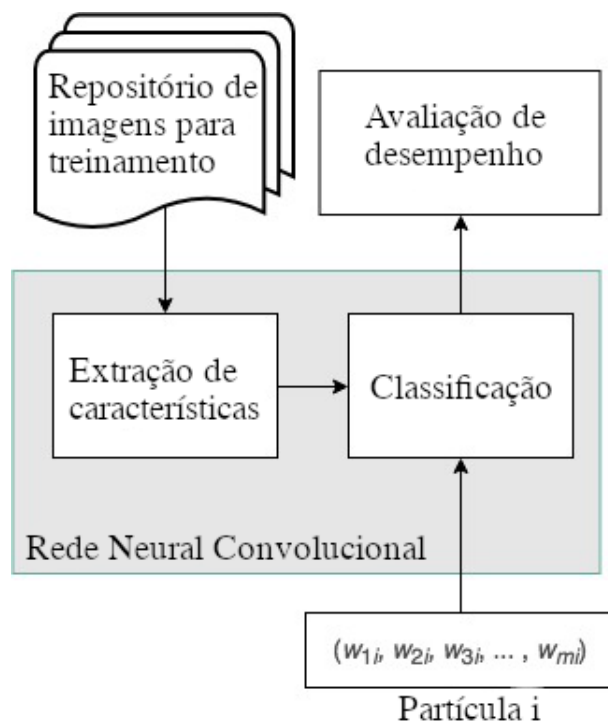 Repositório de
imagens para
treinamento
Avaliação de
desempenho
Extração de
característícas
Classificação
Rede Neural Convolucional
(w1i, w2i, w3i, ... , wmi)
Partícula i